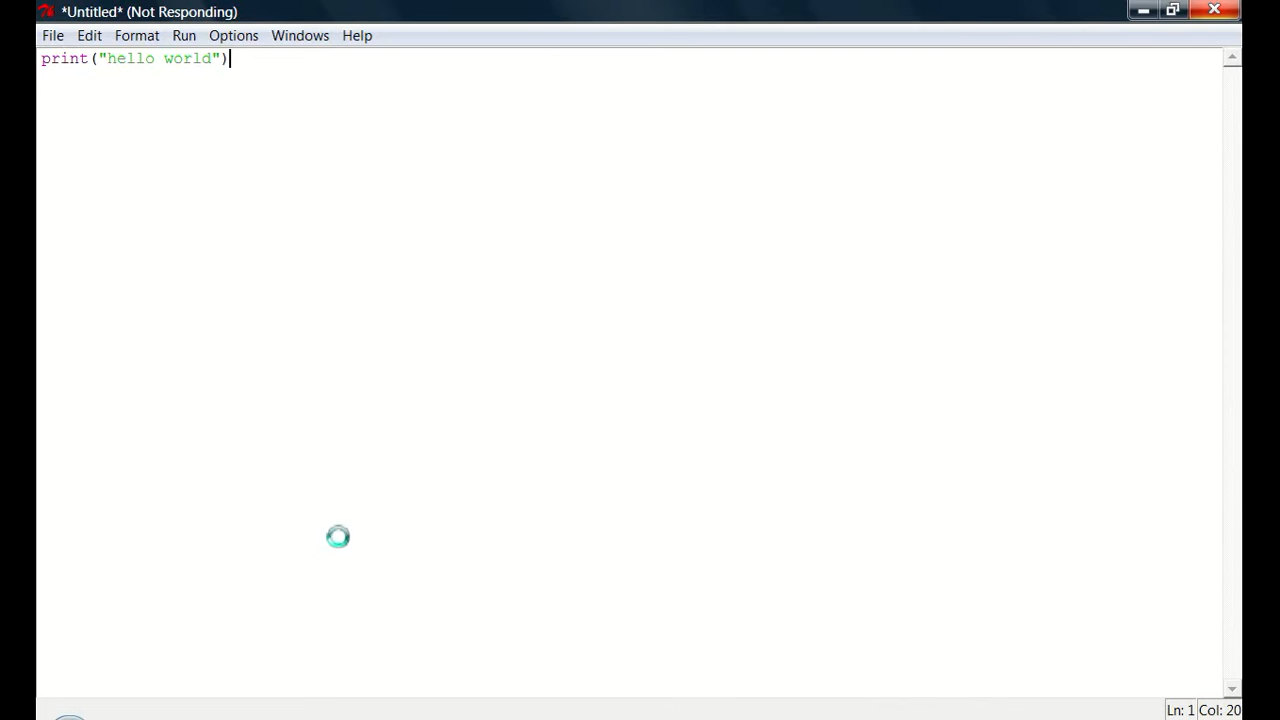 *Untitled* (Not Responding)
File Edit Format Run Options Windows Help
print("hello world")
Ln: 1 Col: 20